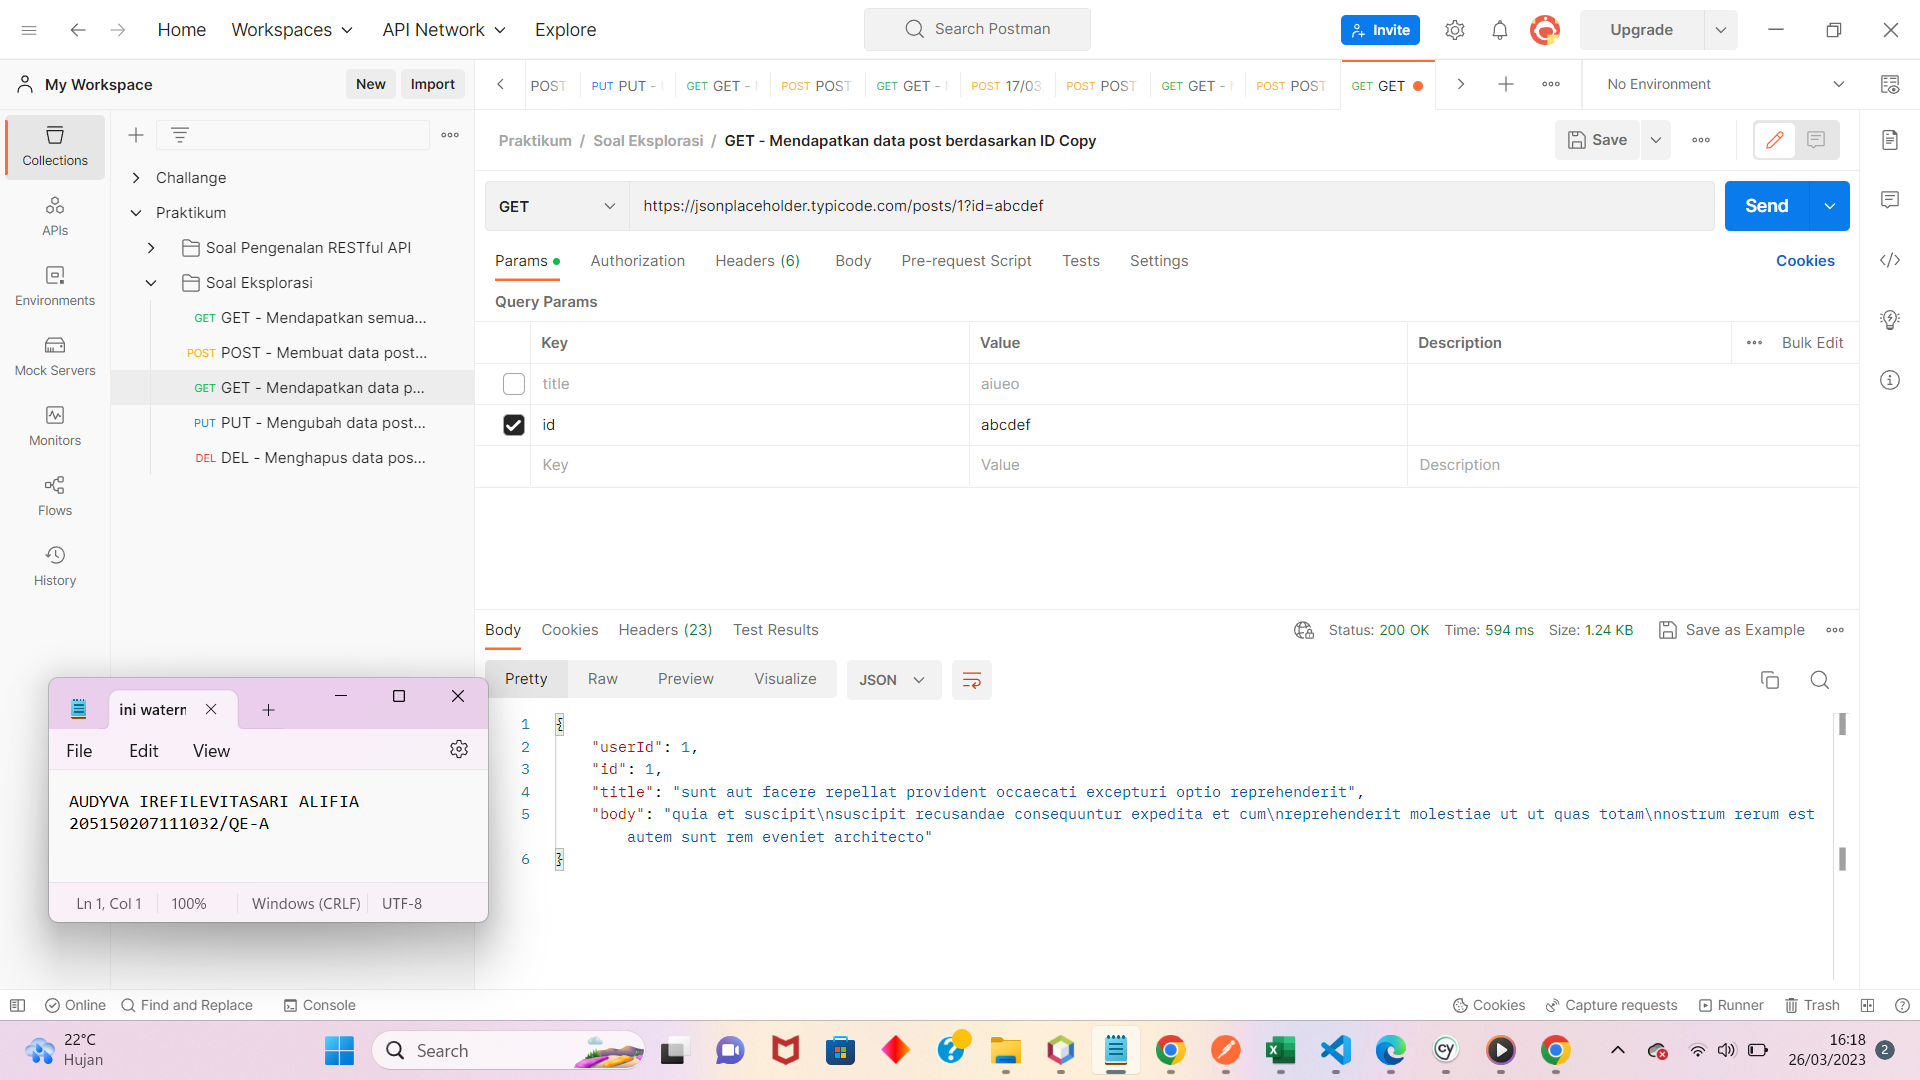 Home Workspaces API Network Explore Search Postman Invite Upgrade
My Workspace New Import
POST PUT PUT - GET GET - POST POST GET GET - POST 17/03 POST POST GET GET - POST POST GET GET No Environment
Collections
APIs
Environments
Mock Servers
Monitors
Flows
History
Challange
Praktikum
Soal Pengenalan RESTful API
Soal Eksplorasi
GET GET - Mendapatkan semua...
POST POST - Membuat data post...
GET GET - Mendapatkan data p...
PUT PUT - Mengubah data post...
DEL DEL - Menghapus data pos...
Praktikum / Soal Eksplorasi / GET - Mendapatkan data post berdasarkan ID Copy Save
GET https://jsonplaceholder.typicode.com/posts/1?id=abcdef Send
Params Authorization Headers (6) Body Pre-request Script Tests Settings Cookies
Query Params
Key Value Description Bulk Edit
title aiueo
id abcdef
Key Value Description
Body Cookies Headers (23) Test Results Status: 200 OK Time: 594 ms Size: 1.24 KB Save as Example
Pretty Raw Preview Visualize JSON
1 {
2 "userId": 1,
3 "id": 1,
4 "title": "sunt aut facere repellat provident occaecati excepturi optio reprehenderit",
5 "body": "quia et suscipit\nsuscipit recusandae consequuntur expedita et cum\nreprehenderit molestiae ut ut quas totam\nnostrum rerum est
autem sunt rem eveniet architecto"
6 }
ini watern
File Edit View
AUDYVA IREFILEVITASARI ALIFIA
205150207111032/QE-A
Ln 1, Col 1 100% Windows (CRLF) UTF-8
Online Find and Replace Console Cookies Capture requests Runner Trash
22°C
Hujan
Search
16:18
26/03/2023 2